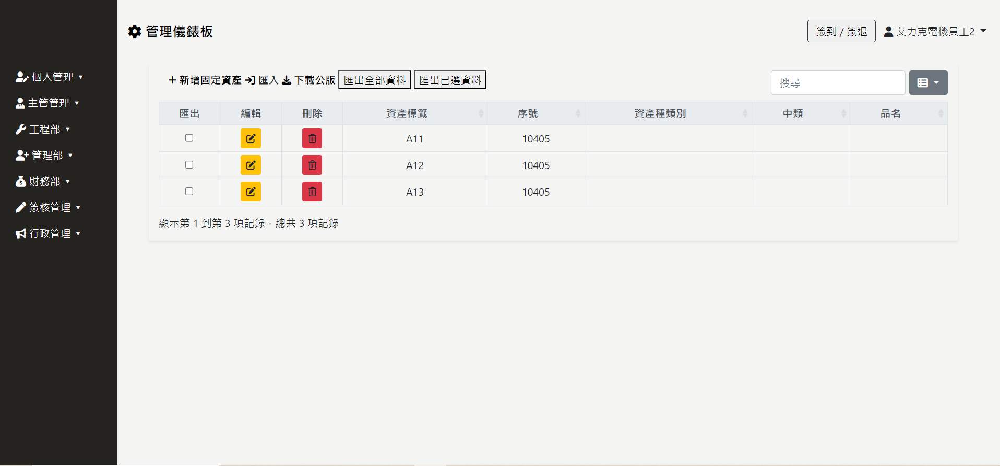 管理儀錶板
簽到 / 簽退
艾力克電機員工2
個人管理
主管管理
工程部
管理部
財務部
簽核管理
行政管理
新增固定資產 匯入 下載公版 匯出全部資料 匯出已選資料
搜尋
匯出 編輯 刪除 資產標籤 序號 資產種類別 中類 品名
A11 10405
A12 10405
A13 10405
顯示第 1 到第 3 項記錄，總共 3 項記錄